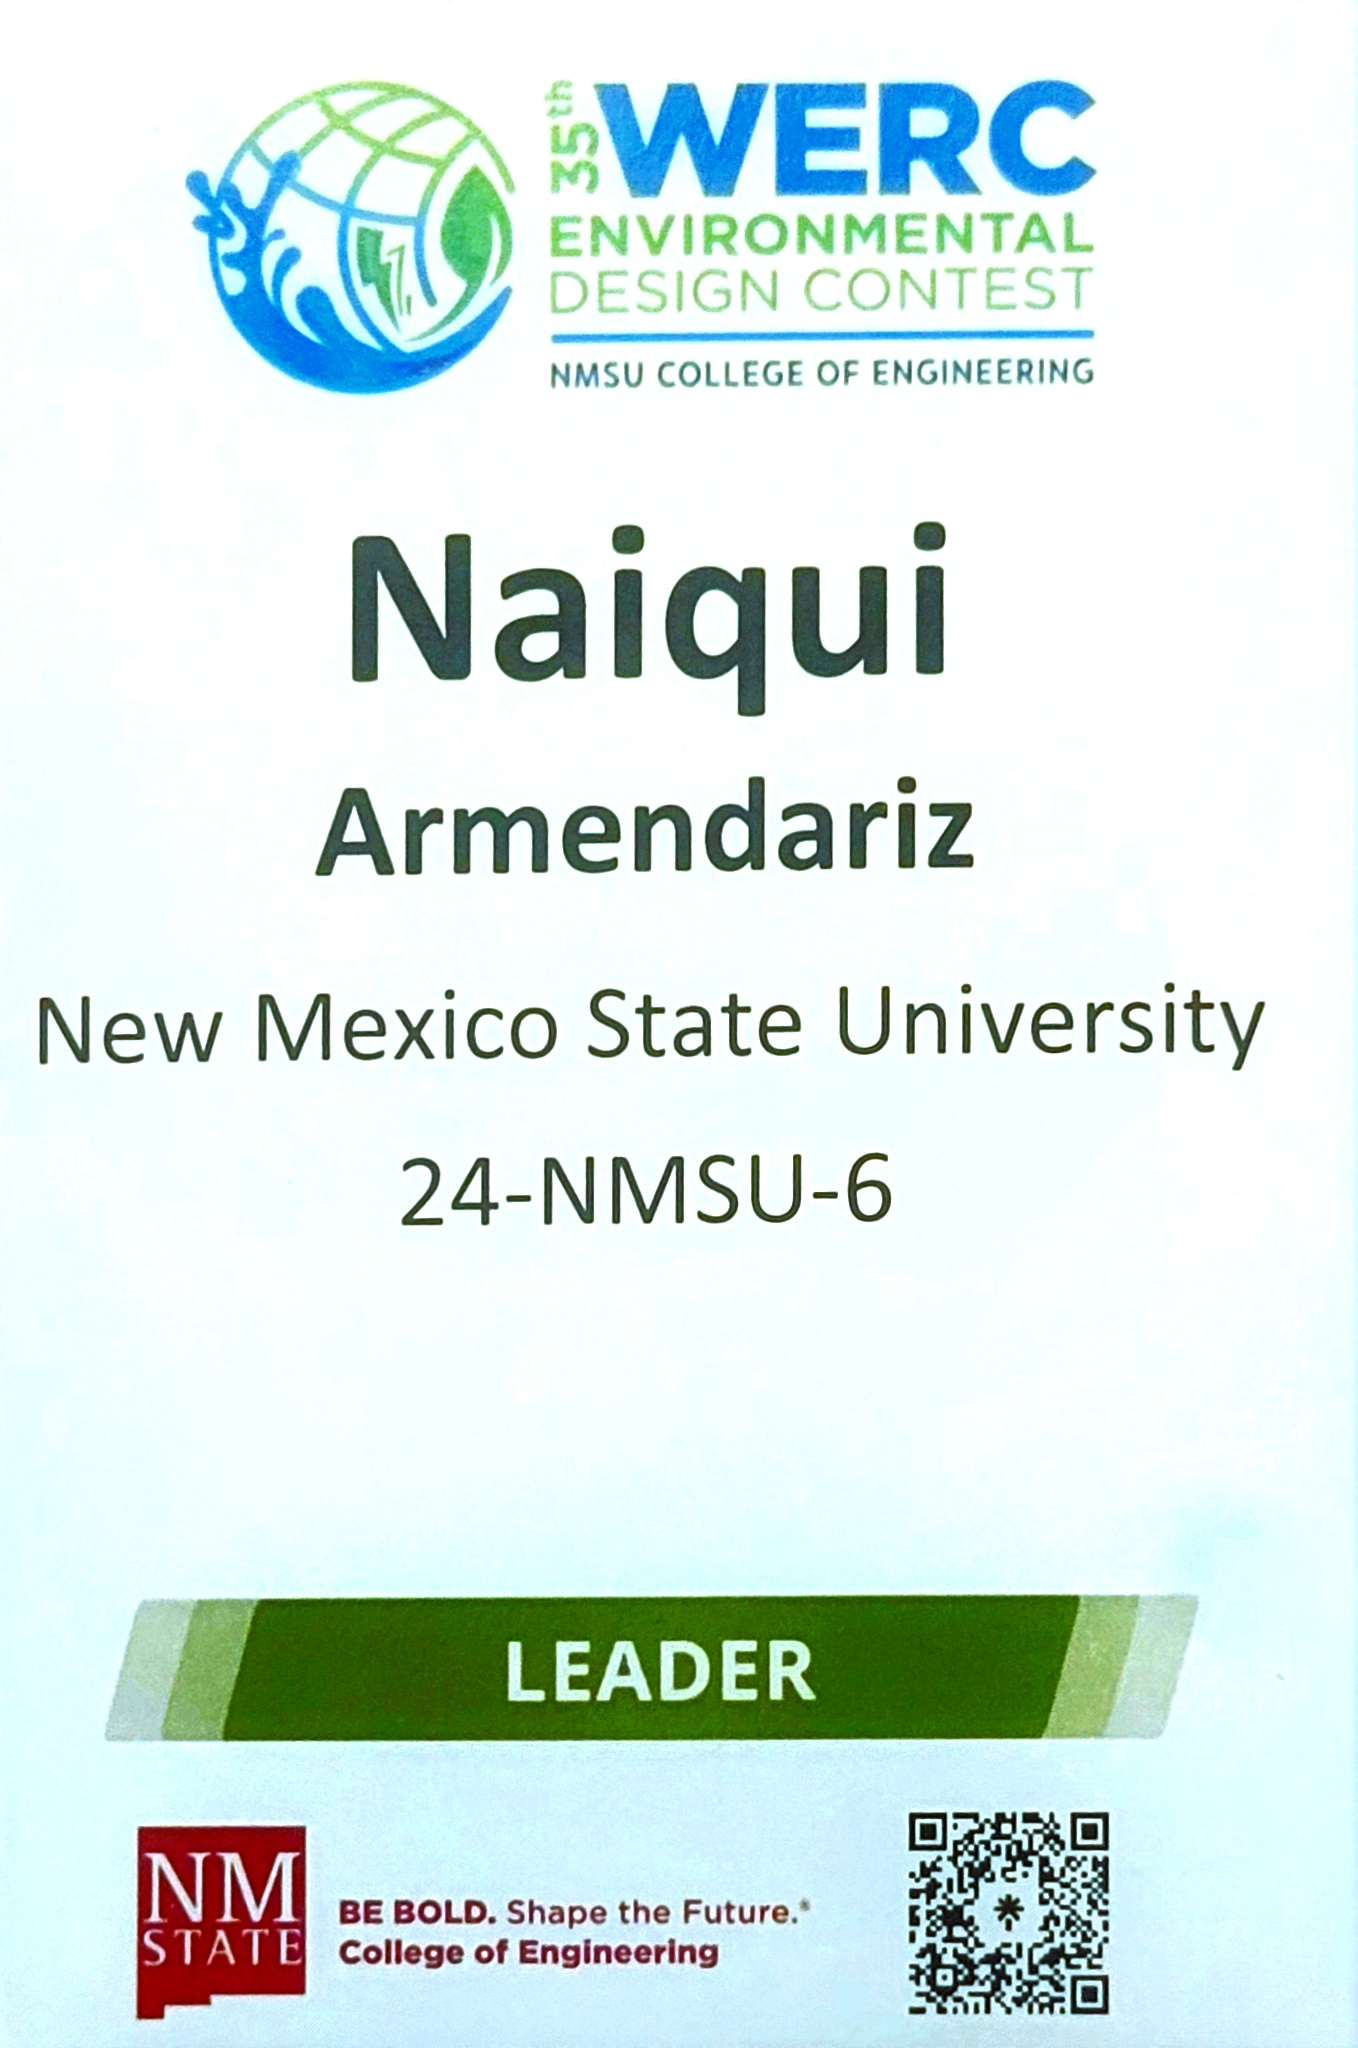 35th WERC
ENVIRONMENTAL
DESIGN CONTEST
NMSU COLLEGE OF ENGINEERING
Naiqui
Armendariz
New Mexico State University
24-NMSU-6
LEADER
NM
STATE
BE BOLD. Shape the Future.®
College of Engineering